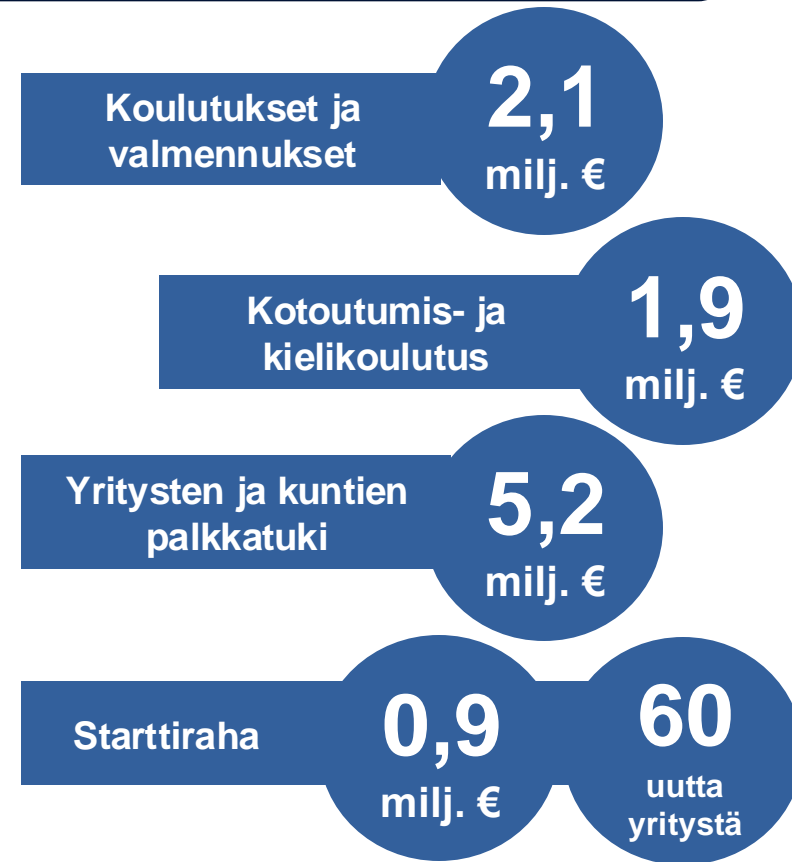 Koulutukset ja
valmennukset
2,1
milj. €
Kotoutumis- ja
kielikoulutus
1,9
milj. €
Yritysten ja kuntien
palkkatuki
5,2
milj. €
Starttiraha
0,9
milj. €
60
uutta
yritystä